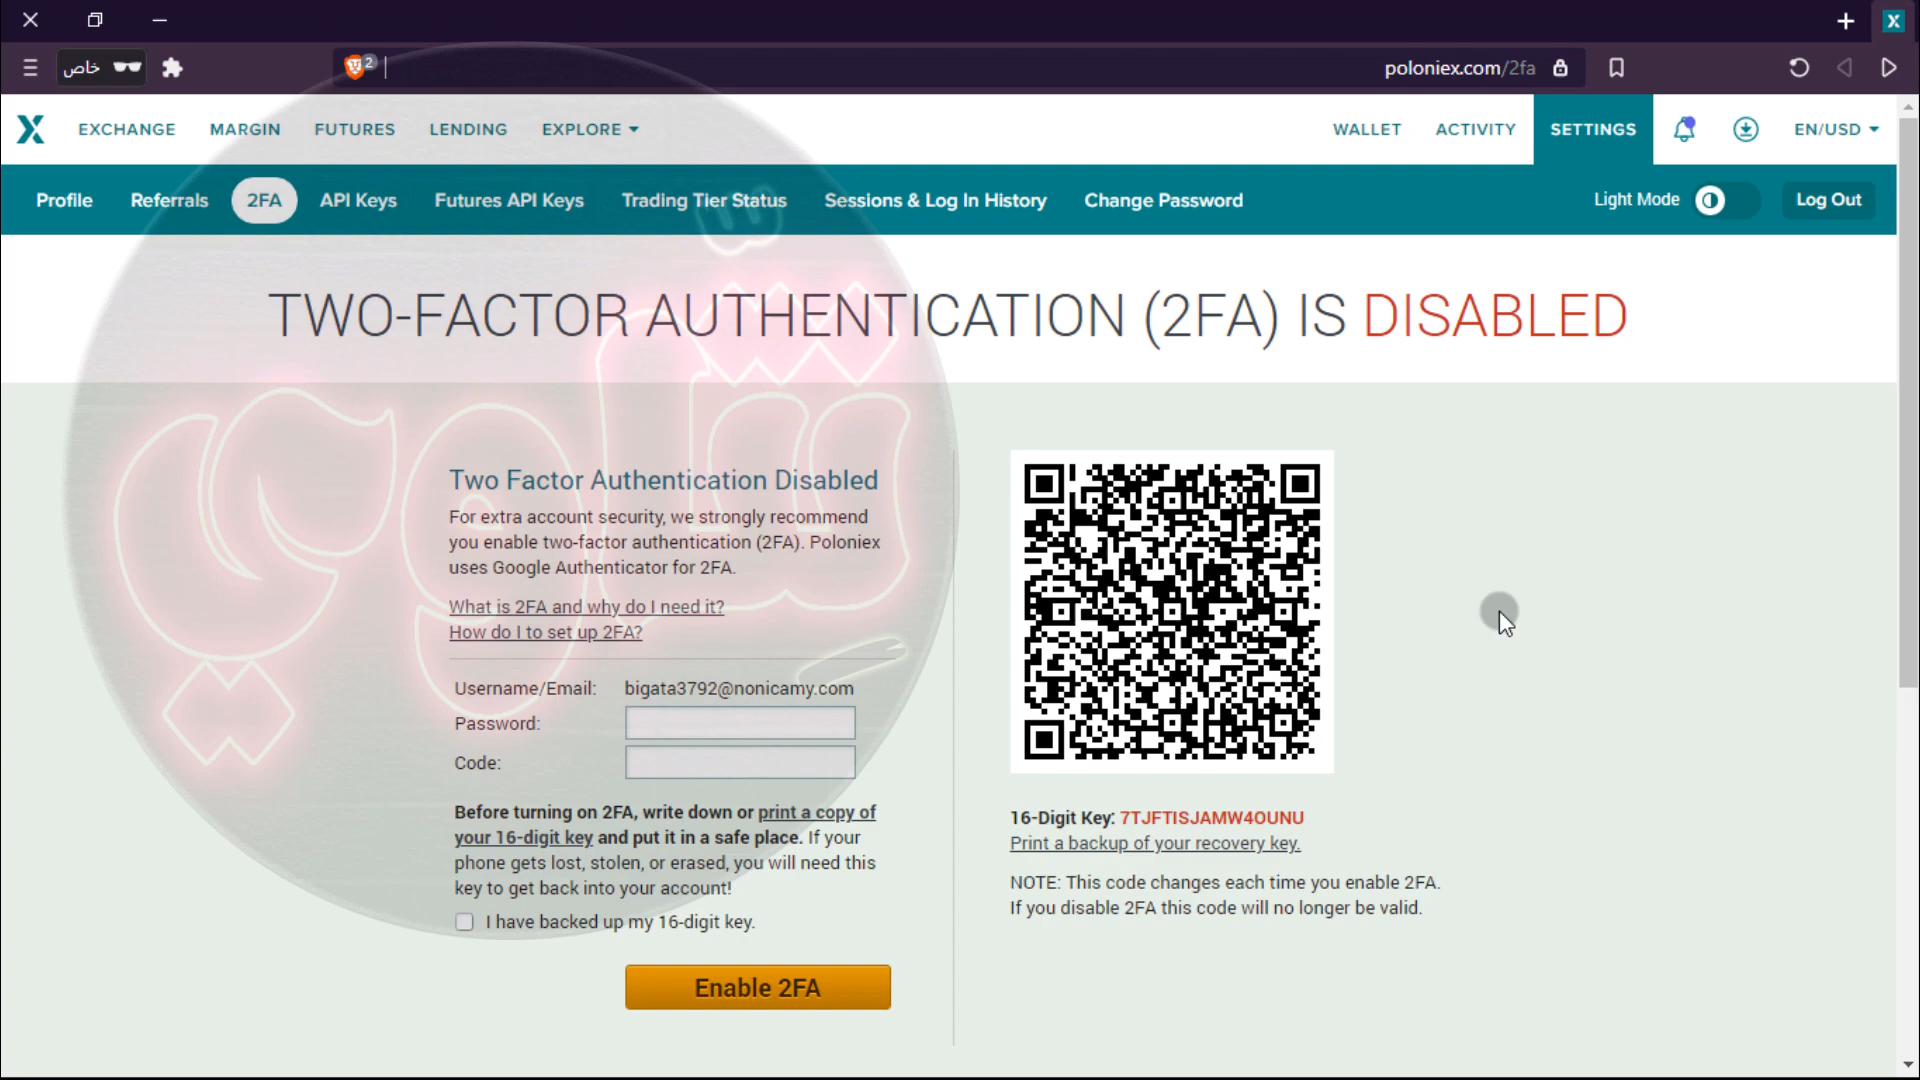 خاص
2
poloniex.com/2fa
EXCHANGE MARGIN FUTURES LENDING EXPLORE
WALLET ACTIVITY SETTINGS EN/USD
Profile Referrals 2FA API Keys Futures API Keys Trading Tier Status Sessions & Log In History Change Password Light Mode Log Out
TWO-FACTOR AUTHENTICATION (2FA) IS DISABLED
Two Factor Authentication Disabled
For extra account security, we strongly recommend
you enable two-factor authentication (2FA). Poloniex
uses Google Authenticator for 2FA.
What is 2FA and why do I need it?
How do I to set up 2FA?
Username/Email: bigata3792@nonicamy.com
Password:
Code:
Before turning on 2FA, write down or print a copy of
your 16-digit key and put it in a safe place. If your
phone gets lost, stolen, or erased, you will need this
key to get back into your account!
I have backed up my 16-digit key.
Enable 2FA
16-Digit Key: 7TJFTISJAMW4OUNU
Print a backup of your recovery key.
NOTE: This code changes each time you enable 2FA.
If you disable 2FA this code will no longer be valid.